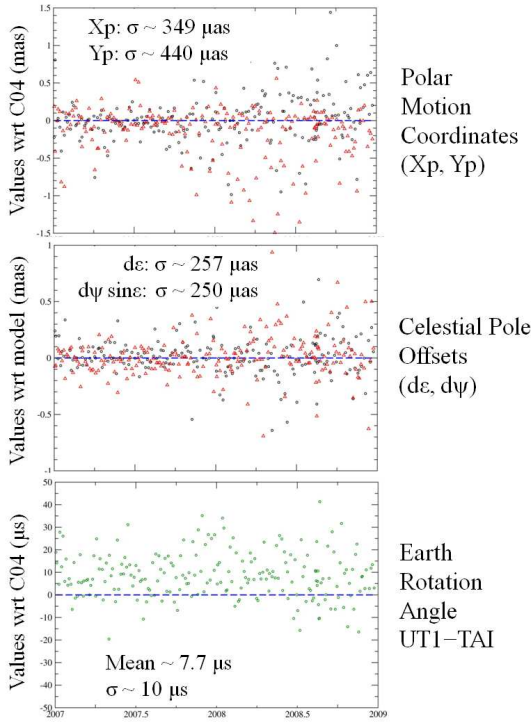 Values wrt C04 (mas)
1.5
1
0.5
0
-0.5
-1
-1.5
Xp: σ ~ 349 μas
Yp: σ ~ 440 μas
Polar
Motion
Coordinates
(Xp, Yp)
Values wrt model (mas)
1
0.5
0
-0.5
-1
dε: σ ~ 257 μas
dψ sinε: σ ~ 250 μas
Celestial Pole
Offsets
(dε, dψ)
Values wrt C04 (μs)
50
40
30
20
10
0
-10
-20
-30
-40
-50
Mean ~ 7.7 μs
σ ~ 10 μs
2007
2007.5
2008
2008.5
2009
Earth
Rotation
Angle
UT1−TAI